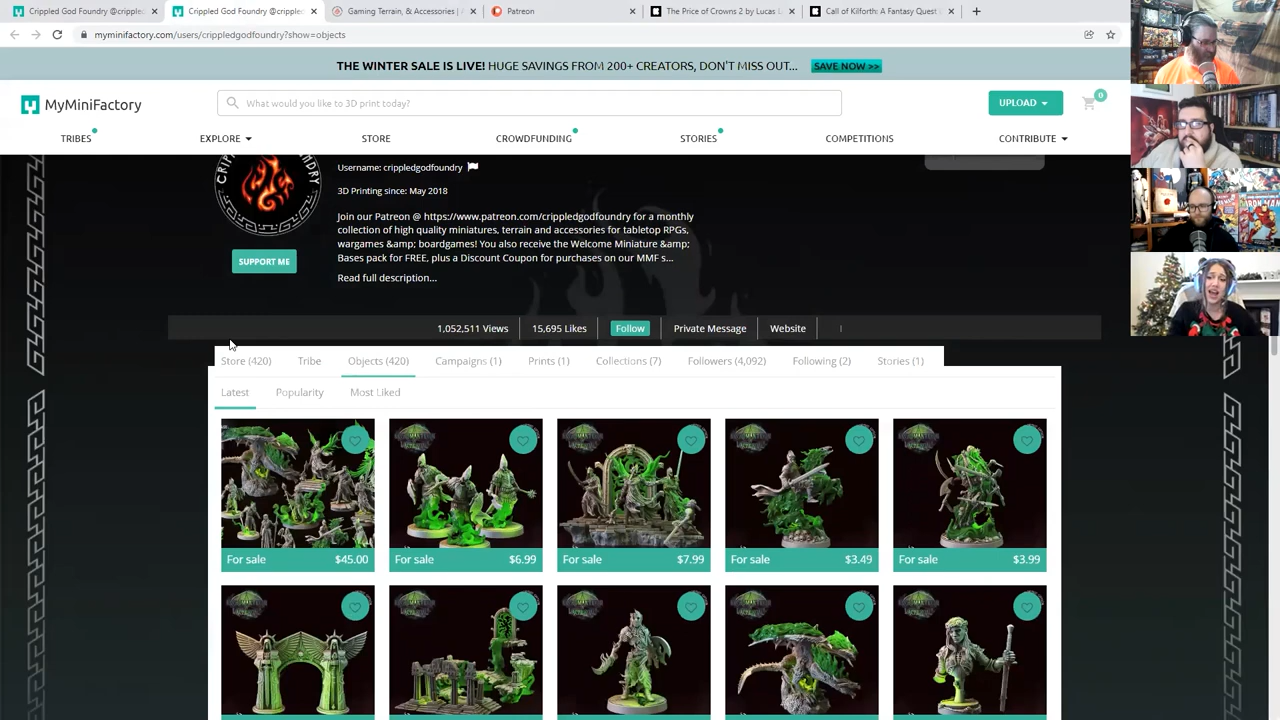 Crippled God Foundry @cripplec
Crippled God Foundry @cripplec
Gaming Terrain, & Accessories | A
Patreon
The Price of Crowns 2 by Lucas L
Call of Kilforth: A Fantasy Quest G
myminifactory.com/users/crippledgodfoundry?show=objects
THE WINTER SALE IS LIVE! HUGE SAVINGS FROM 200+ CREATORS, DON'T MISS OUT... SAVE NOW >>
MyMiniFactory
What would you like to 3D print today?
UPLOAD
0
TRIBES
EXPLORE
STORE
CROWDFUNDING
STORIES
COMPETITIONS
CONTRIBUTE
Username: crippledgodfoundry
3D Printing since: May 2018
Join our Patreon @ https://www.patreon.com/crippledgodfoundry for a monthly
collection of high quality miniatures, terrain and accessories for tabletop RPGs,
wargames &amp; boardgames! You also receive the Welcome Miniature &amp;
Bases pack for FREE, plus a Discount Coupon for purchases on our MMF s...
SUPPORT ME
Read full description...
1,052,511 Views
15,695 Likes
Follow
Private Message
Website
Store (420)
Tribe
Objects (420)
Campaigns (1)
Prints (1)
Collections (7)
Followers (4,092)
Following (2)
Stories (1)
Latest
Popularity
Most Liked
For sale $45.00
For sale $6.99
For sale $7.99
For sale $3.49
For sale $3.99